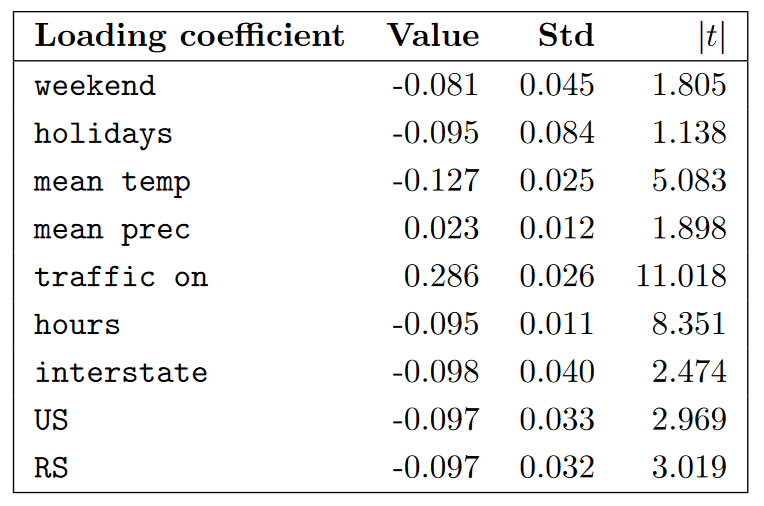 Loading coefficient Value Std |t|
weekend -0.081 0.045 1.805
holidays -0.095 0.084 1.138
mean temp -0.127 0.025 5.083
mean prec 0.023 0.012 1.898
traffic on 0.286 0.026 11.018
hours -0.095 0.011 8.351
interstate -0.098 0.040 2.474
US -0.097 0.033 2.969
RS -0.097 0.032 3.019